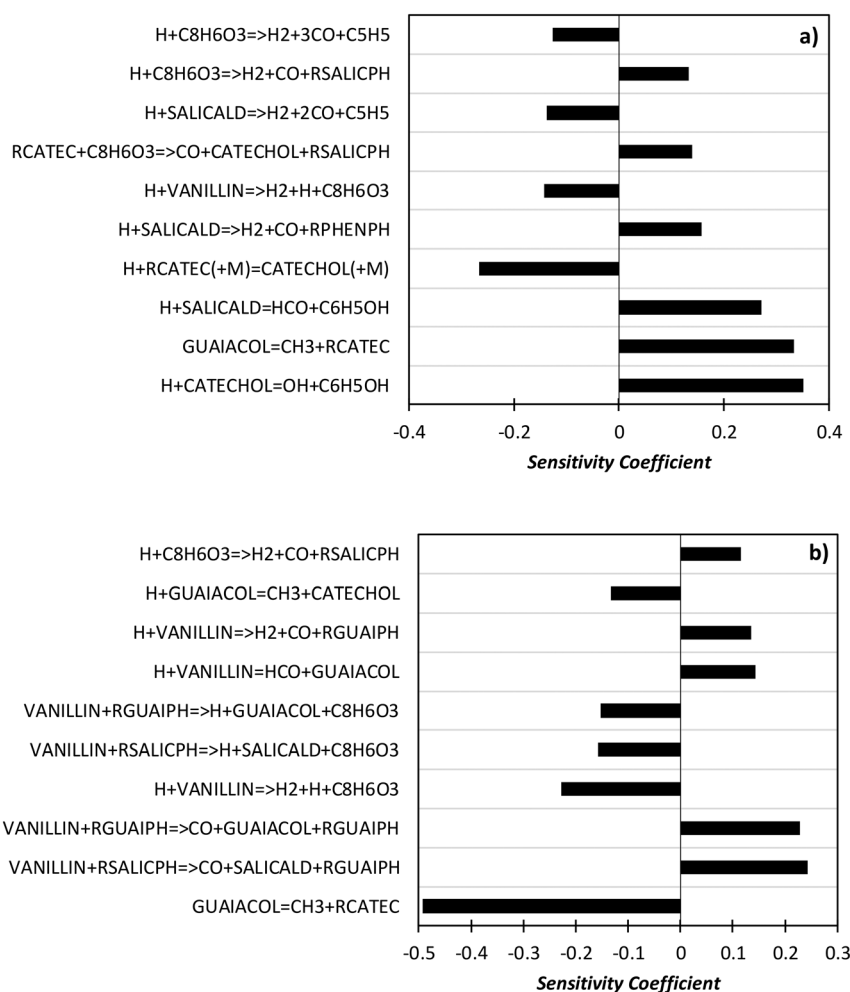 a)
H+C8H6O3=>H2+3CO+C5H5
H+C8H6O3=>H2+CO+RSALICPH
H+SALICALD=>H2+2CO+C5H5
RCATEC+C8H6O3=>CO+CATECHOL+RSALICPH
H+VANILLIN=>H2+H+C8H6O3
H+SALICALD=>H2+CO+RPHENPH
H+RCATEC(+M)=CATECHOL(+M)
H+SALICALD=HCO+C6H5OH
GUAIACOL=CH3+RCATEC
H+CATECHOL=OH+C6H5OH
-0.4 -0.2 0 0.2 0.4
Sensitivity Coefficient
b)
H+C8H6O3=>H2+CO+RSALICPH
H+GUAIACOL=CH3+CATECHOL
H+VANILLIN=>H2+CO+RGUAIPH
H+VANILLIN=HCO+GUAIACOL
VANILLIN+RGUAIPH=>H+GUAIACOL+C8H6O3
VANILLIN+RSALICPH=>H+SALICALD+C8H6O3
H+VANILLIN=>H2+H+C8H6O3
VANILLIN+RGUAIPH=>CO+GUAIACOL+RGUAIPH
VANILLIN+RSALICPH=>CO+SALICALD+RGUAIPH
GUAIACOL=CH3+RCATEC
-0.5 -0.4 -0.3 -0.2 -0.1 0 0.1 0.2 0.3
Sensitivity Coefficient